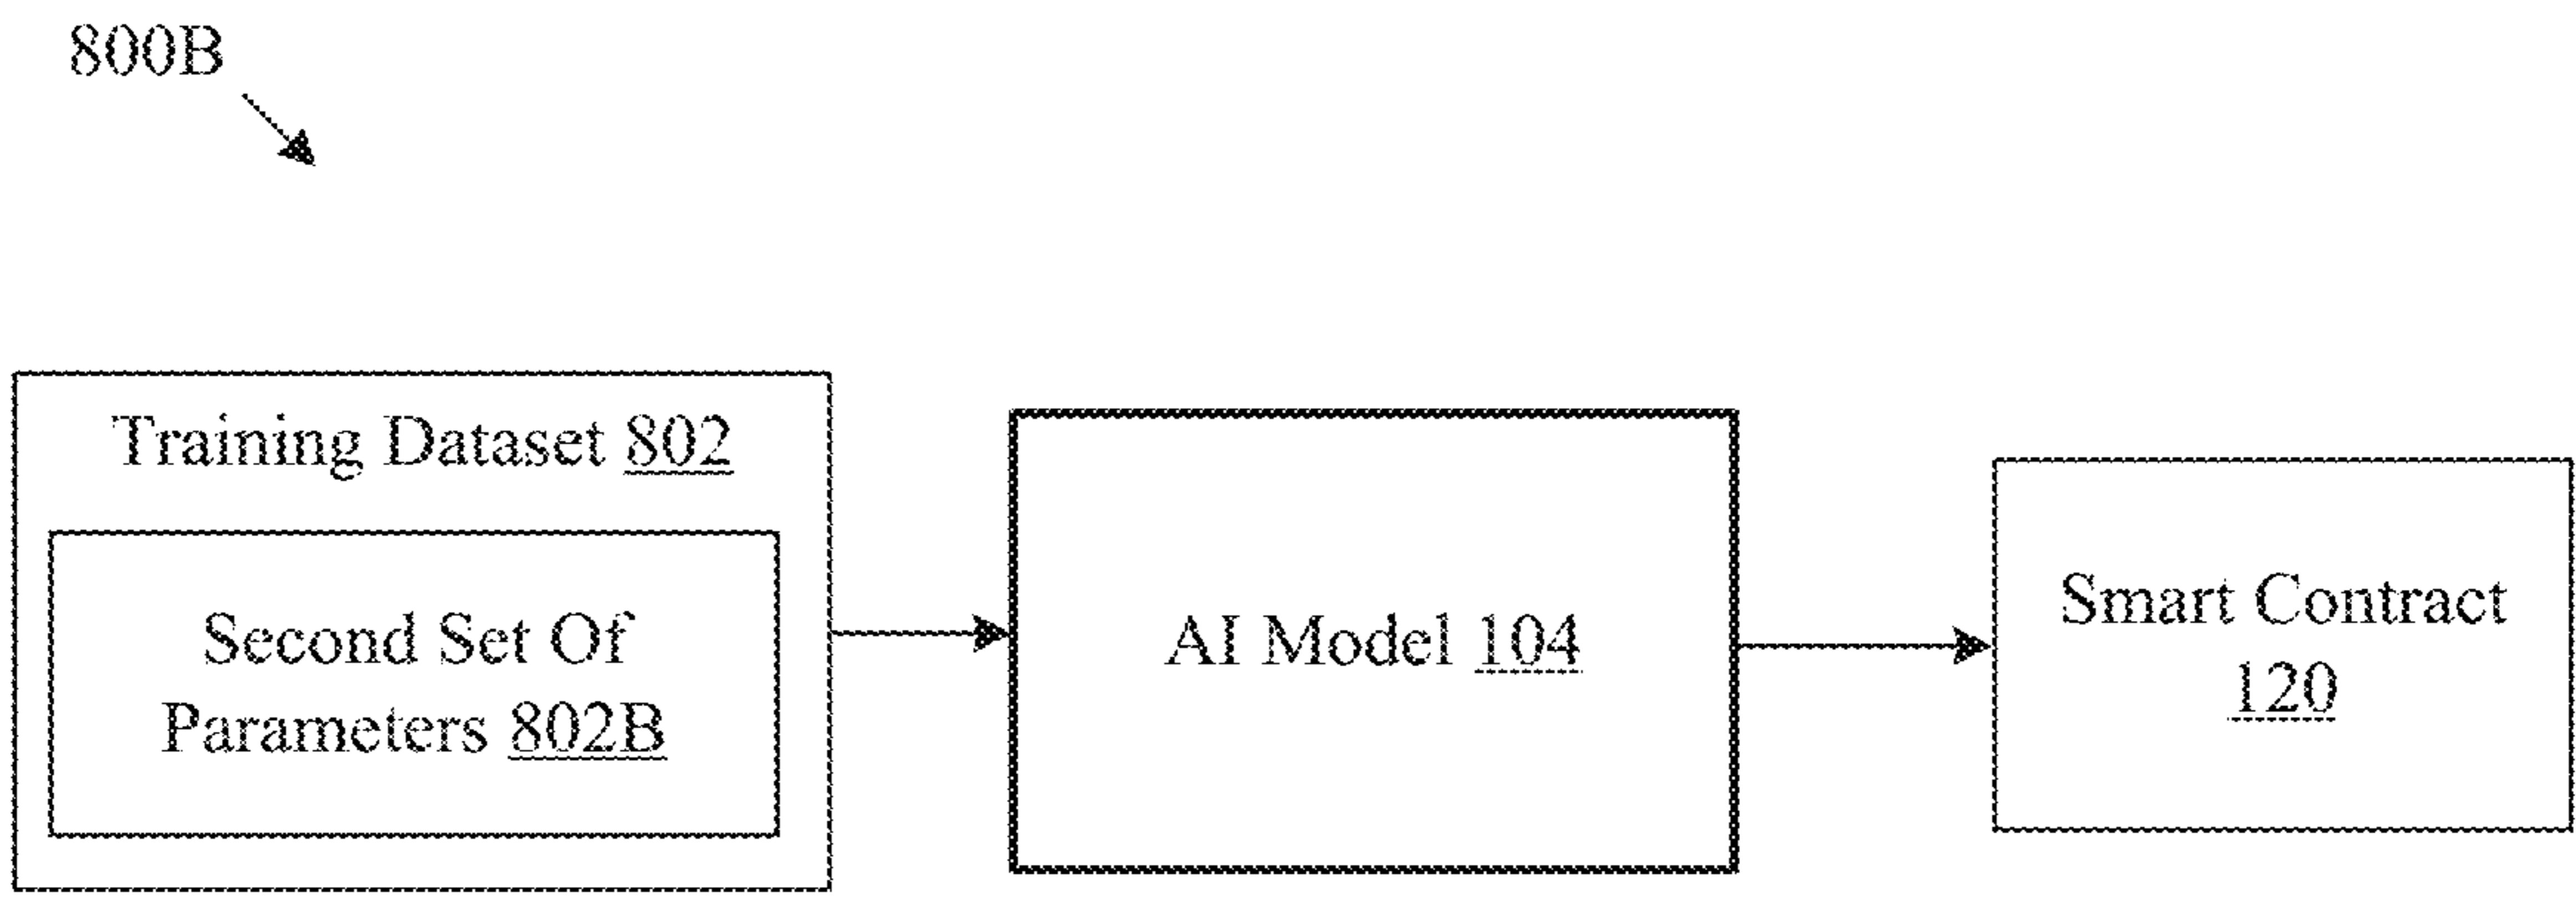 800B
Training Dataset 802
Second Set Of
Parameters 802B
AI Model 104
Smart Contract
120